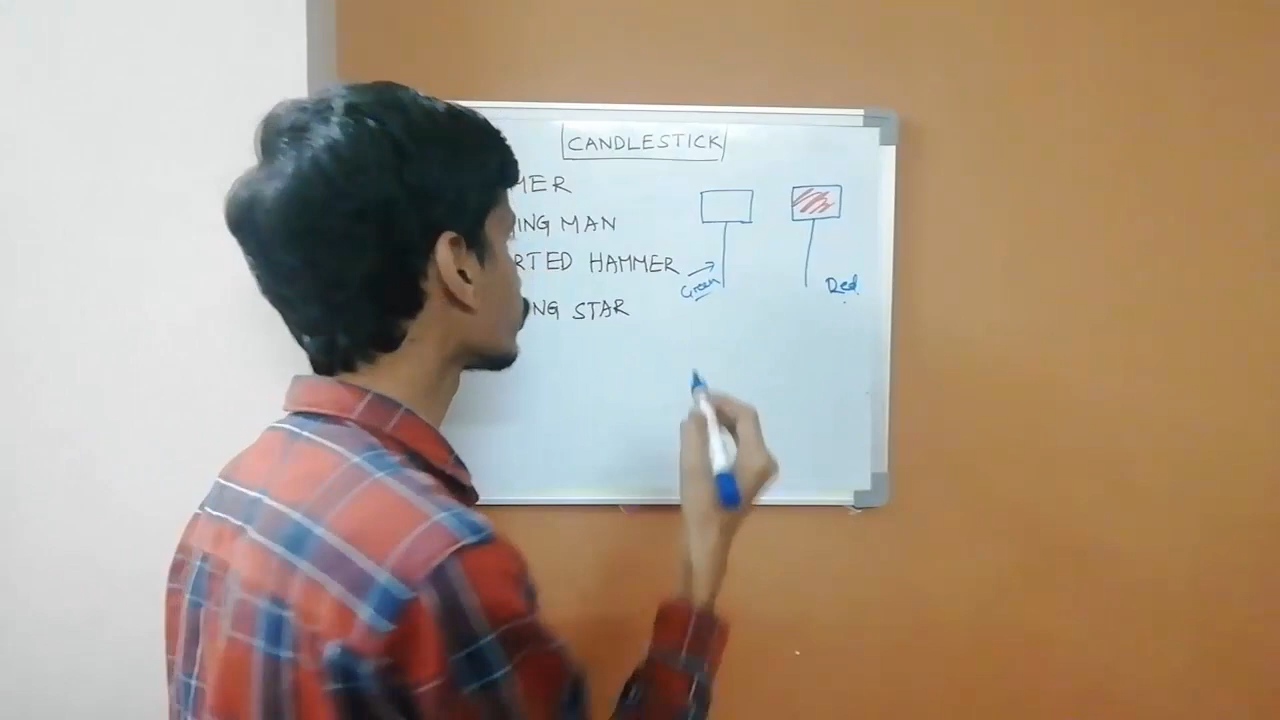 CANDLESTICK
MER
ING MAN
RTED HAMMER
NG STAR
Green
Red